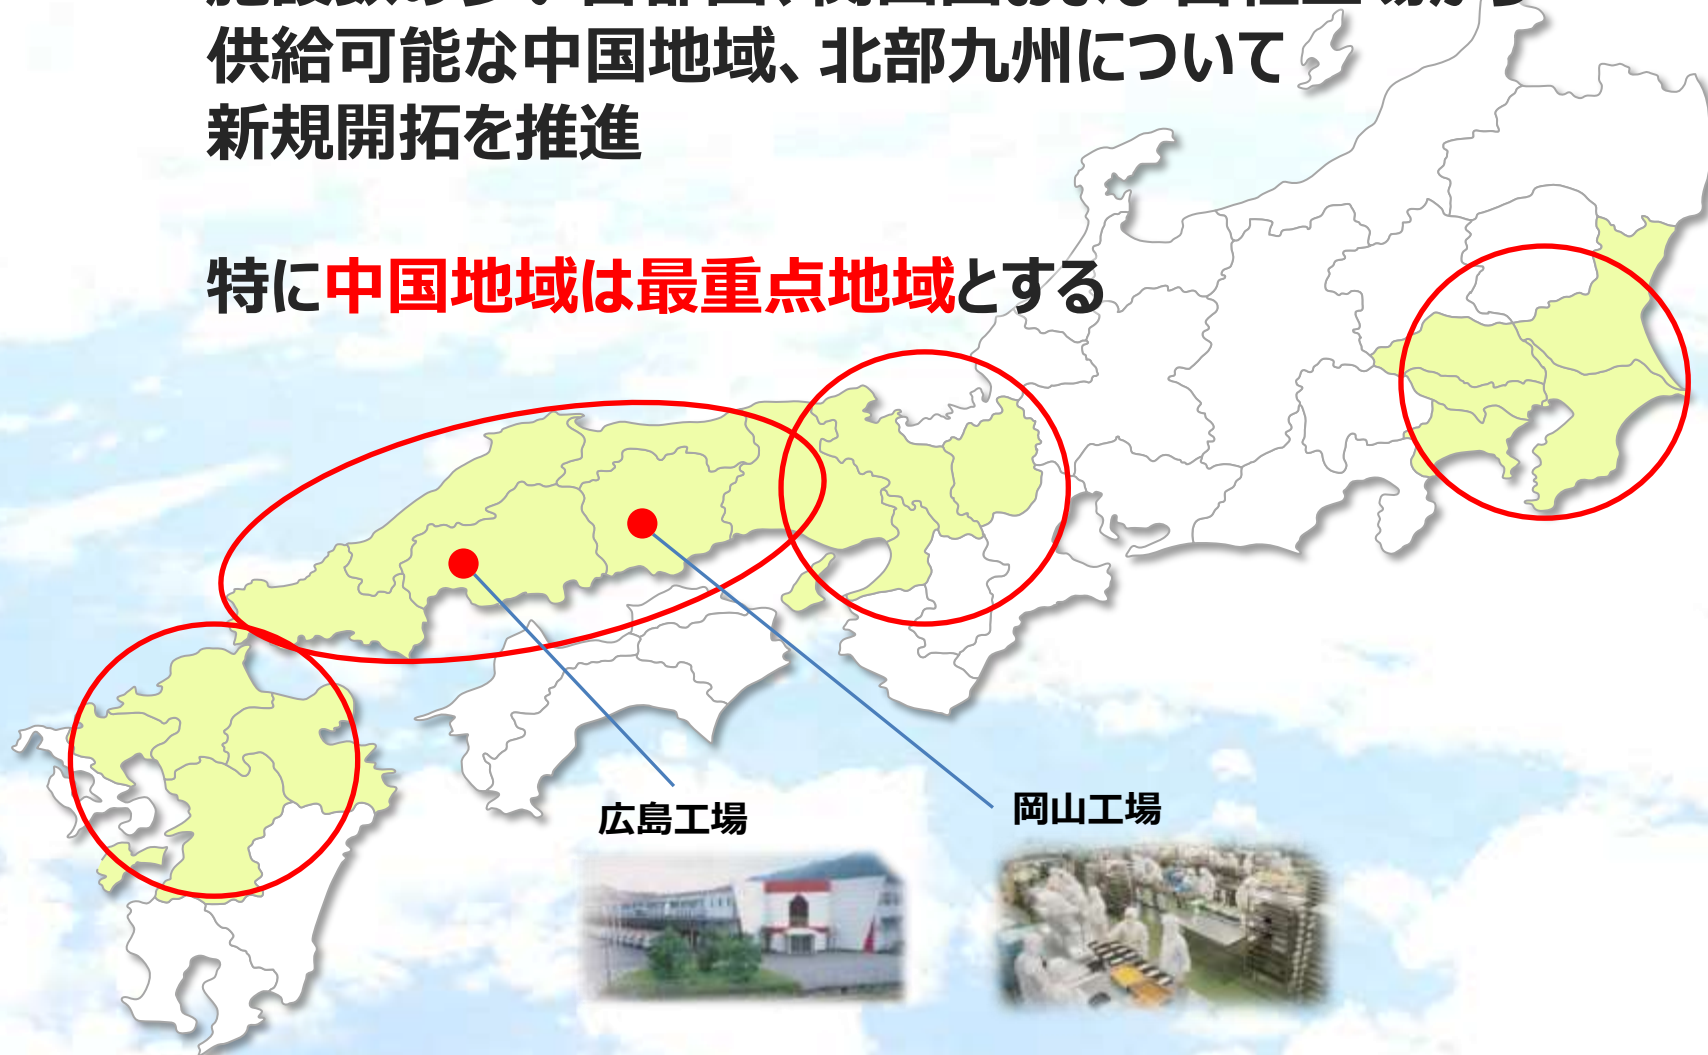 供給可能な中国地域、北部九州について
新規開拓を推進
特に中国地域は最重点地域とする
広島工場
岡山工場